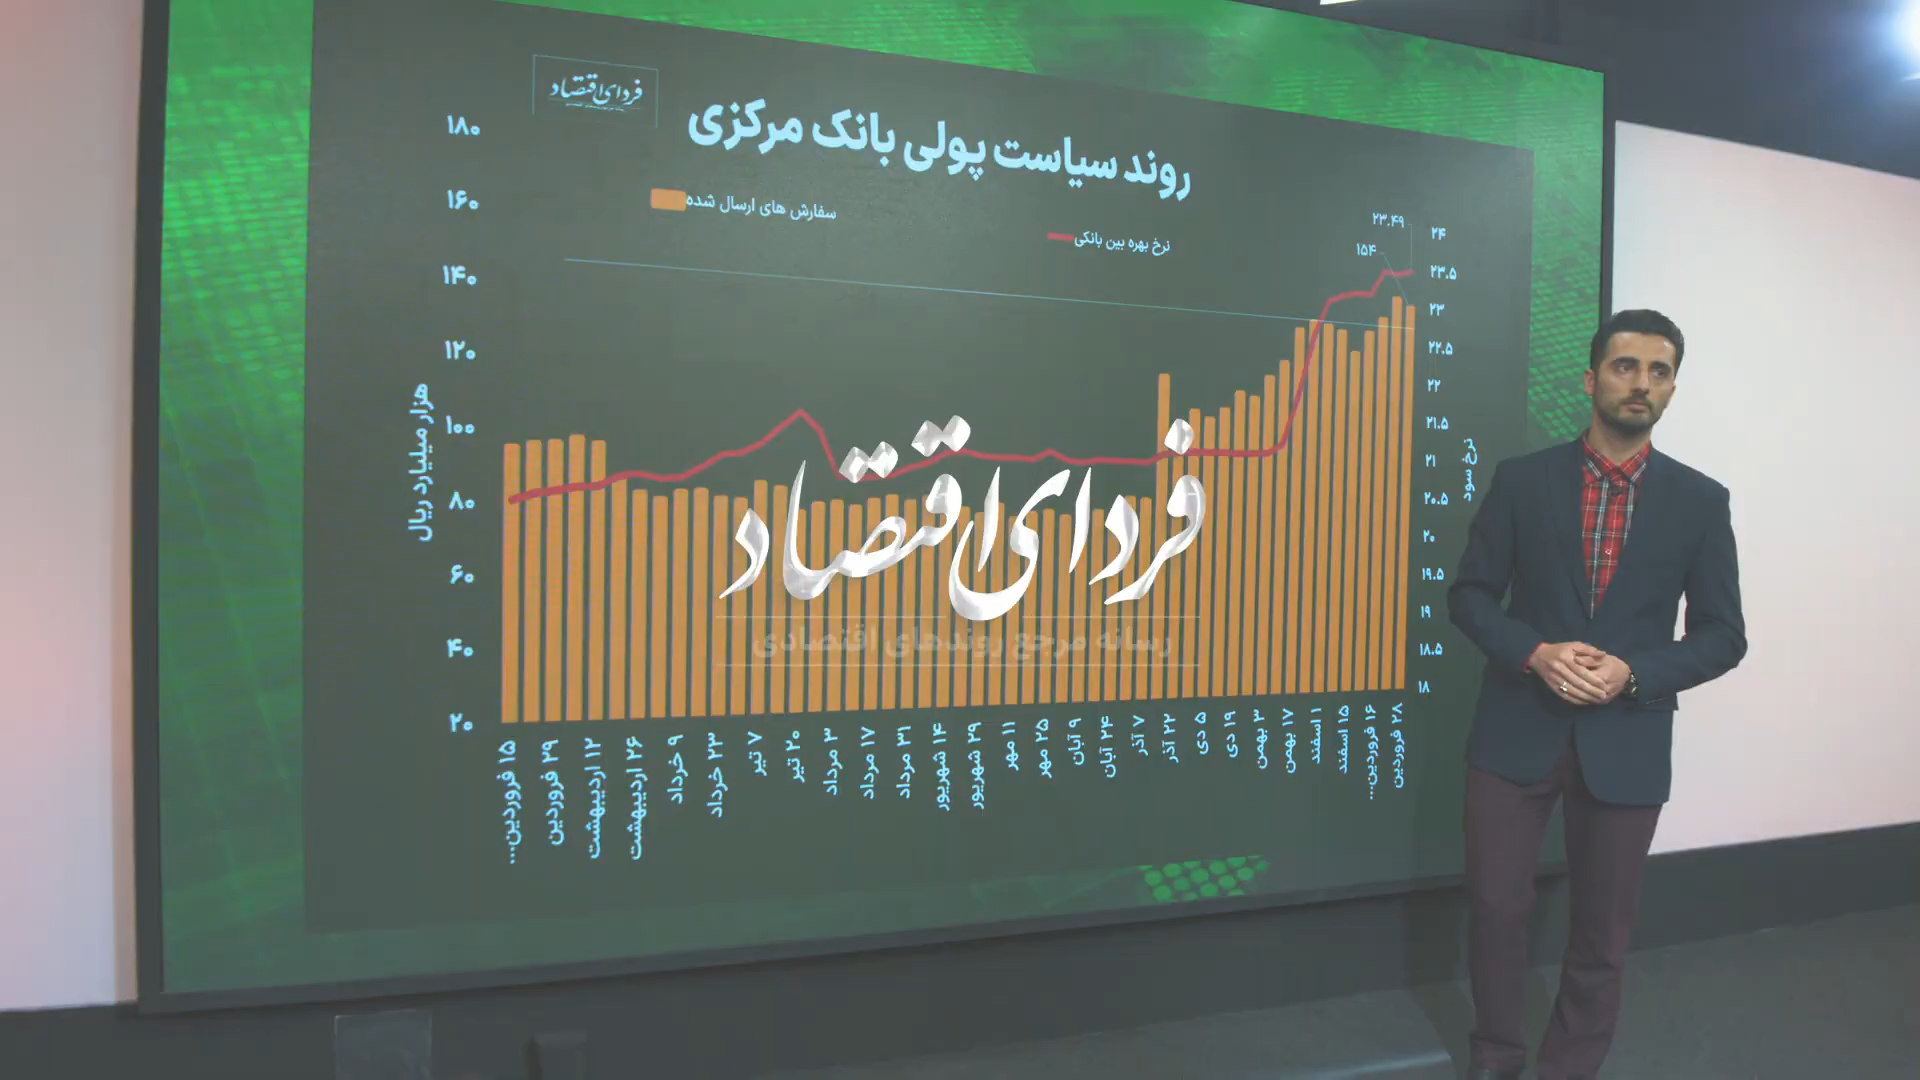 فردای اقتصاد
روند سیاست پولی بانک مرکزی
سفارش های ارسال شده
نرخ بهره بین بانکی
۲۳.۴۹
۱۵۴
۱۸۰
۱۶۰
۱۴۰
۱۲۰
۱۰۰
۸۰
۶۰
۴۰
۲۰
هزار میلیارد ریال
۲۴
۲۳.۵
۲۳
۲۲.۵
۲۲
۲۱.۵
۲۱
۲۰.۵
۲۰
۱۹.۵
۱۹
۱۸.۵
۱۸
نرخ سود
فردای اقتصاد
رسانه مرجع روندهای اقتصادی
۱۵ فروردین...
۲۹ فروردین
۱۲ اردیبهشت
۲۶ اردیبهشت
۹ خرداد
۲۳ خرداد
۷ تیر
۲۰ تیر
۳ مرداد
۱۷ مرداد
۳۱ مرداد
۱۴ شهریور
۲۹ شهریور
۱۱ مهر
۲۵ مهر
۹ آبان
۲۴ آبان
۷ آذر
۲۲ آذر
۵ دی
۱۹ دی
۳ بهمن
۱۷ بهمن
۱ اسفند
۱۵ اسفند
۱۶ فروردین...
۲۸ فروردین